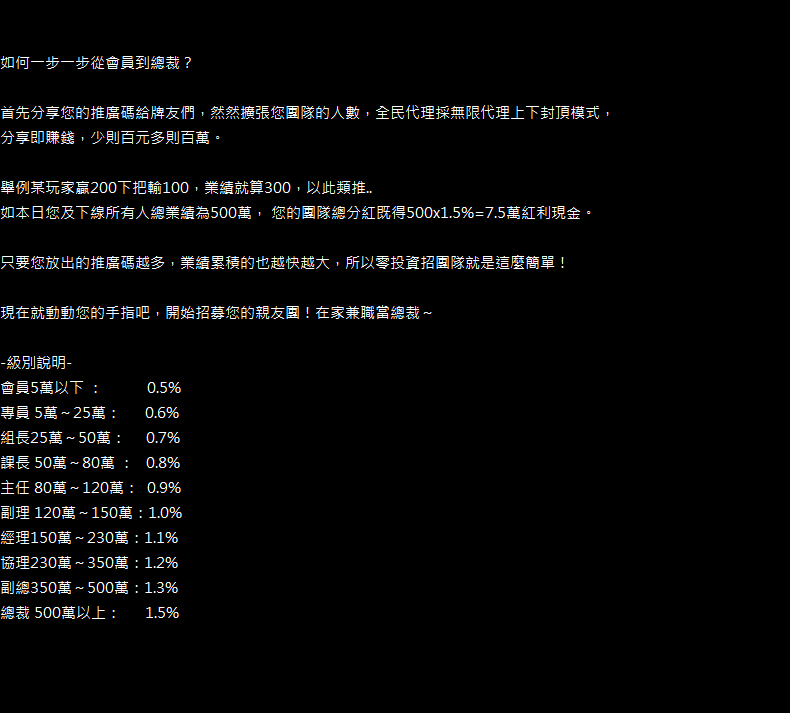 如何一步一步從會員到總裁？
首先分享您的推廣碼給牌友們，然然擴張您團隊的人數，全民代理採無限代理上下封頂模式，
分享即賺錢，少則百元多則百萬。
舉例某玩家贏200下把輸100，業績就算300，以此類推..
如本日您及下線所有人總業績為500萬， 您的團隊總分紅既得500x1.5%=7.5萬紅利現金。
只要您放出的推廣碼越多，業績累積的也越快越大，所以零投資招團隊就是這麼簡單！
現在就動動您的手指吧，開始招募您的親友團！在家兼職當總裁～
-級別說明-
會員5萬以下 ： 0.5%
專員 5萬～25萬： 0.6%
組長25萬～50萬： 0.7%
課長 50萬～80萬 ： 0.8%
主任 80萬～120萬： 0.9%
副理 120萬～150萬：1.0%
經理150萬～230萬：1.1%
協理230萬～350萬：1.2%
副總350萬～500萬：1.3%
總裁 500萬以上： 1.5%